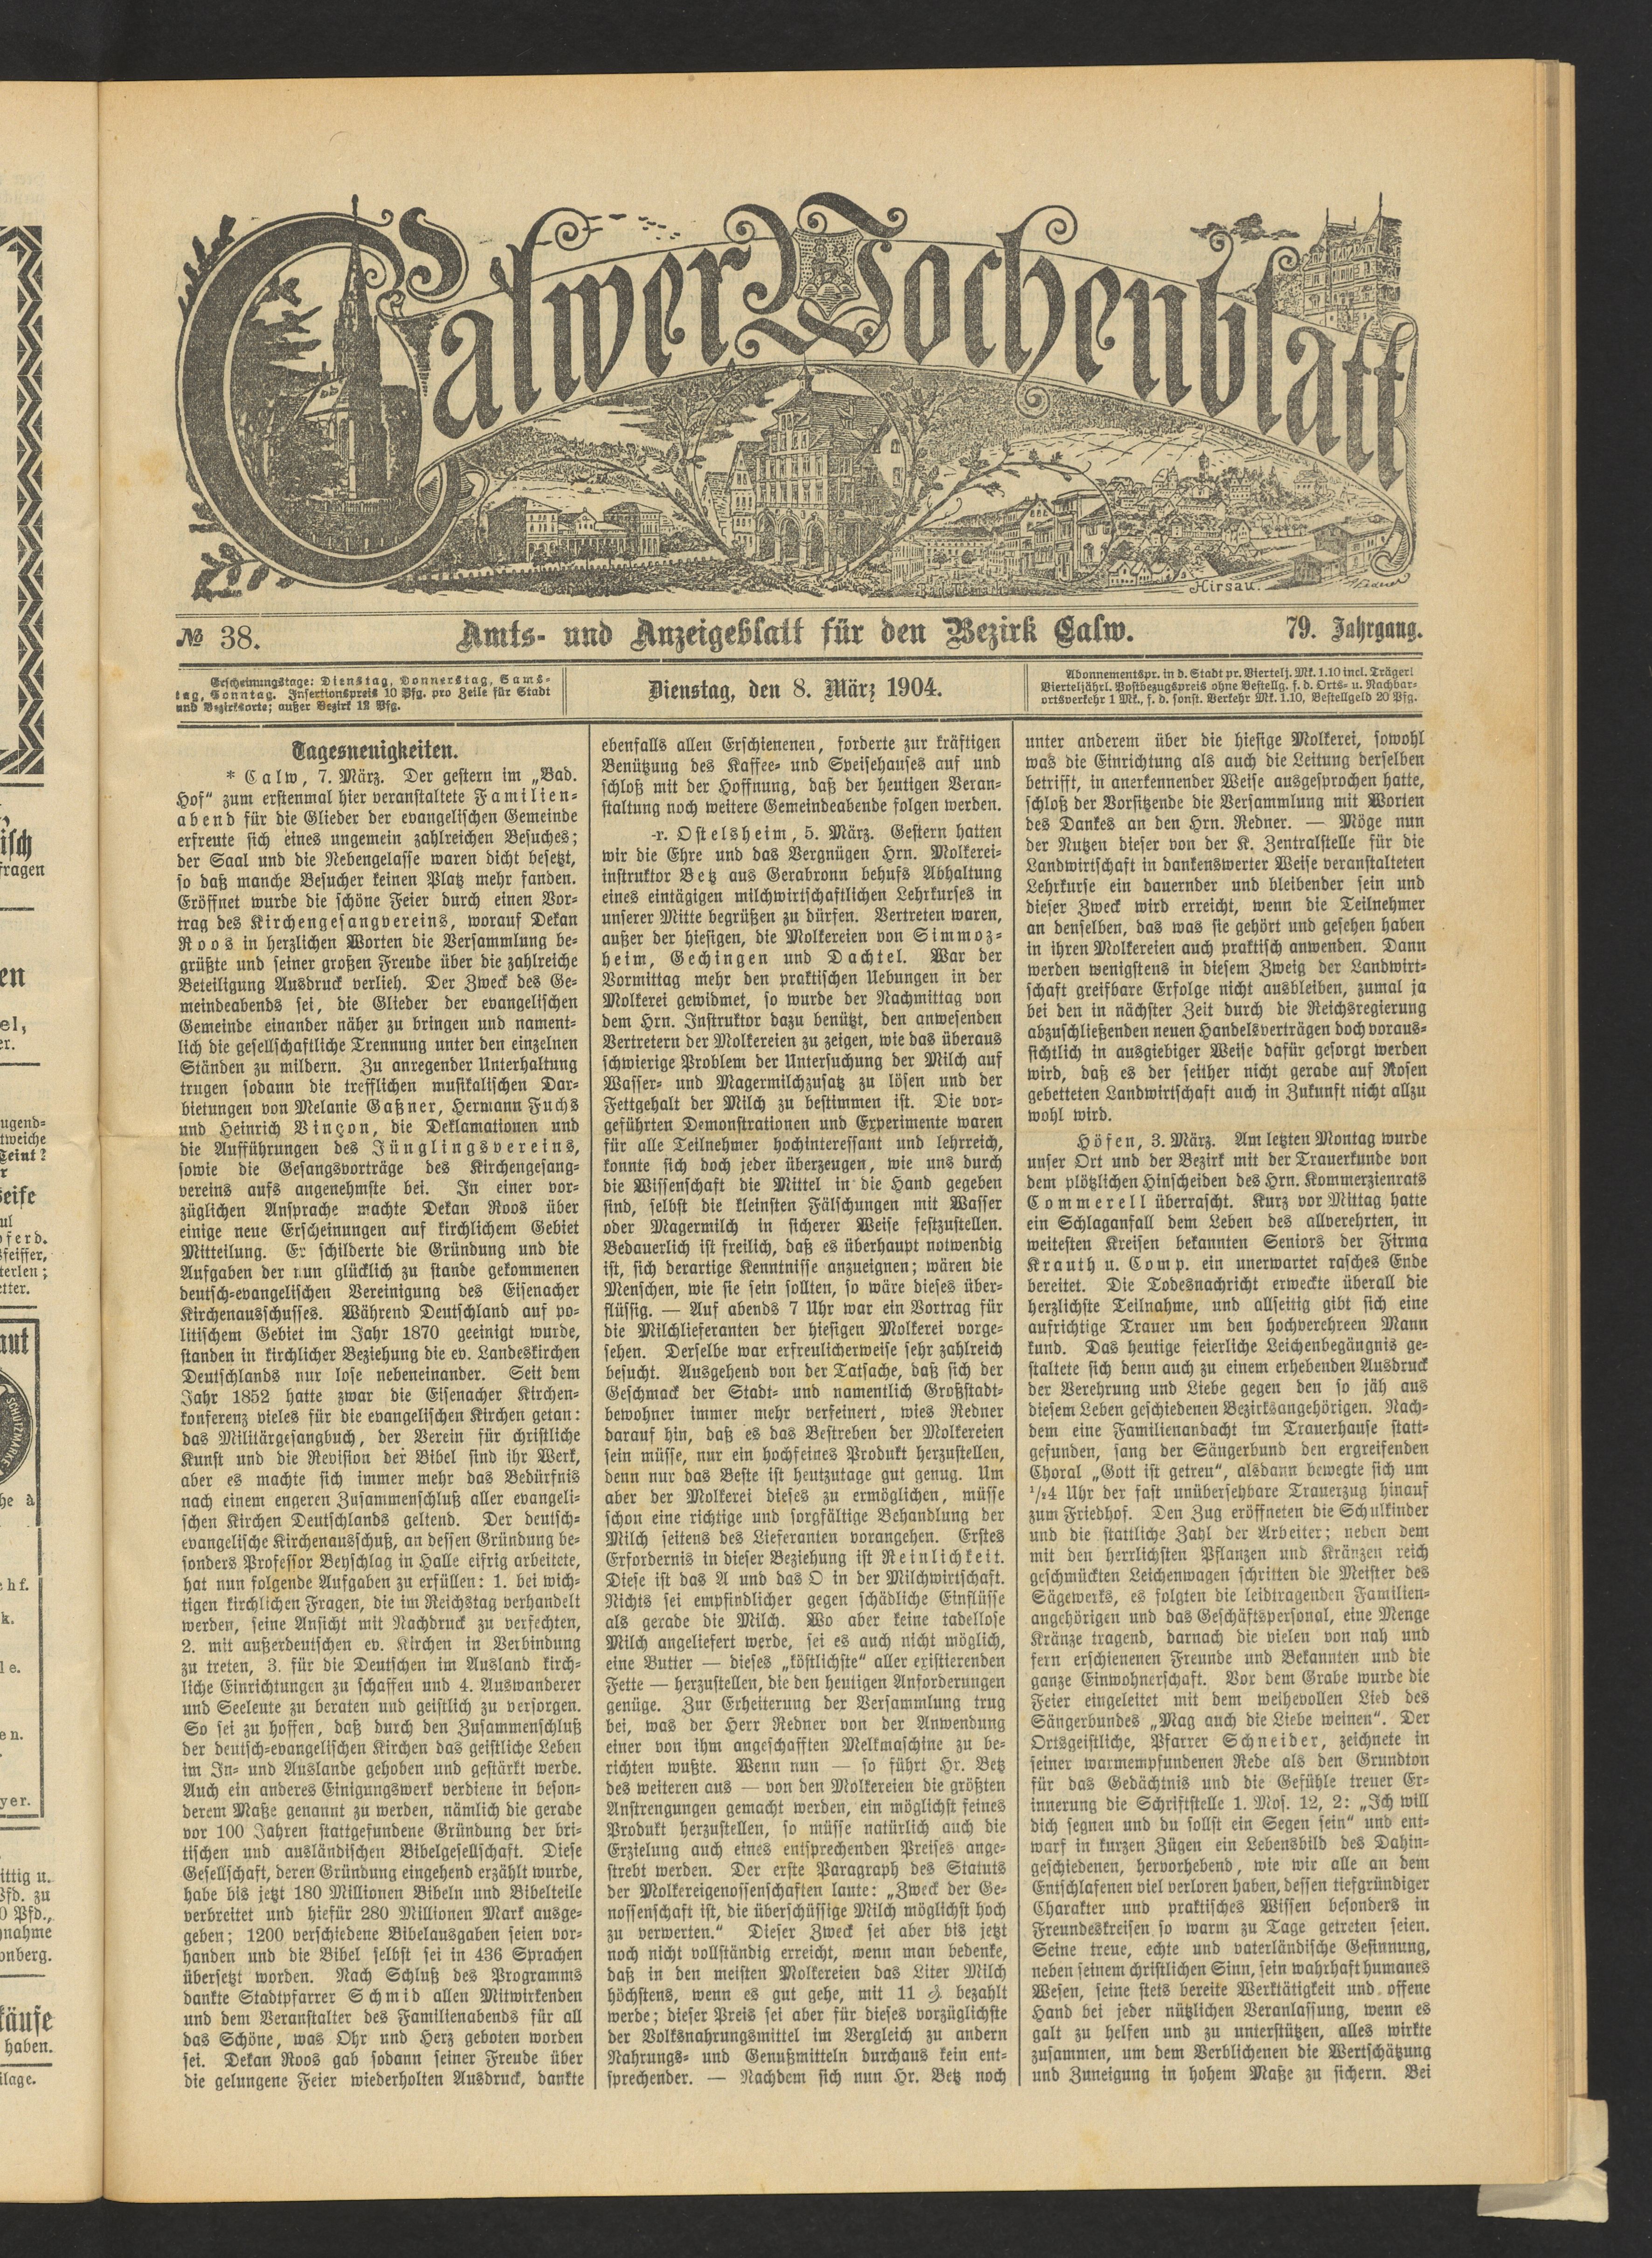 Calwer Wochenblatt
Hirsau.
№ 38.
Amts- und Anzeigeblatt für den Bezirk Calw.
79. Jahrgang.
Erscheinungstage: Dienstag, Donnerstag, Sams-
tag, Sonntag. Insertionspreis 10 Pfg. pro Zeile für Stadt
und Bezirksorte; außer Bezirk 12 Pfg.
Dienstag, den 8. März 1904.
Abonnementspr. in d. Stadt pr. Viertelj. Mk. 1.10 incl. Trägerl
Vierteljährl. Postbezugspreis ohne Bestellg. f. d. Orts- u. Nachbar-
ortsverkehr 1 Mk., f. d. sonst. Verkehr Mk. 1.10, Bestellgeld 20 Pfg.
Tagesneuigkeiten.
* Calw, 7. März. Der gestern im „Bad.
Hof“ zum erstenmal hier veranstaltete Familien-
abend für die Glieder der evangelischen Gemeinde
erfreute sich eines ungemein zahlreichen Besuches;
der Saal und die Nebengelasse waren dicht besetzt,
so daß manche Besucher keinen Platz mehr fanden.
Eröffnet wurde die schöne Feier durch einen Vor-
trag des Kirchengesangvereins, worauf Dekan
Roos in herzlichen Worten die Versammlung be-
grüßte und seiner großen Freude über die zahlreiche
Beteiligung Ausdruck verlieh. Der Zweck des Ge-
meindeabends sei, die Glieder der evangelischen
Gemeinde einander näher zu bringen und nament-
lich die gesellschaftliche Trennung unter den einzelnen
Ständen zu mildern. Zu anregender Unterhaltung
trugen sodann die trefflichen musikalischen Dar-
bietungen von Melanie Gaßner, Hermann Fuchs
und Heinrich Vinçon, die Deklamationen und
die Aufführungen des Jünglingsvereins,
sowie die Gesangsvorträge des Kirchengesang-
vereins aufs angenehmste bei. In einer vor-
züglichen Ansprache machte Dekan Roos über
einige neue Erscheinungen auf kirchlichem Gebiet
Mitteilung. Er schilderte die Gründung und die
Aufgaben der nun glücklich zu stande gekommenen
deutsch-evangelischen Vereinigung des Eisenacher
Kirchenausschusses. Während Deutschland auf po-
litischem Gebiet im Jahr 1870 geeinigt wurde,
standen in kirchlicher Beziehung die ev. Landeskirchen
Deutschlands nur lose nebeneinander. Seit dem
Jahr 1852 hatte zwar die Eisenacher Kirchen-
konferenz vieles für die evangelischen Kirchen getan:
das Militärgesangbuch, der Verein für christliche
Kunst und die Revision der Bibel sind ihr Werk,
aber es machte sich immer mehr das Bedürfnis
nach einem engeren Zusammenschluß aller evangeli-
schen Kirchen Deutschlands geltend. Der deutsch-
evangelische Kirchenausschuß, an dessen Gründung be-
sonders Professor Beyschlag in Halle eifrig arbeitete,
hat nun folgende Aufgaben zu erfüllen: 1. bei wich-
tigen kirchlichen Fragen, die im Reichstag verhandelt
werden, seine Ansicht mit Nachdruck zu verfechten,
2. mit außerdeutschen ev. Kirchen in Verbindung
zu treten, 3. für die Deutschen im Ausland kirch-
liche Einrichtungen zu schaffen und 4. Auswanderer
und Seeleute zu beraten und geistlich zu versorgen.
So sei zu hoffen, daß durch den Zusammenschluß
der deutsch-evangelischen Kirchen das geistliche Leben
im In- und Auslande gehoben und gestärkt werde.
Auch ein anderes Einigungswerk verdiene in beson-
derem Maße genannt zu werden, nämlich die gerade
vor 100 Jahren stattgefundene Gründung der bri-
tischen und ausländischen Bibelgesellschaft. Diese
Gesellschaft, deren Gründung eingehend erzählt wurde,
habe bis jetzt 180 Millionen Bibeln und Bibelteile
verbreitet und hiefür 280 Millionen Mark ausge-
geben; 1200 verschiedene Bibelausgaben seien vor-
handen und die Bibel selbst sei in 436 Sprachen
übersetzt worden. Nach Schluß des Programms
dankte Stadtpfarrer Schmid allen Mitwirkenden
und dem Veranstalter des Familienabends für all
das Schöne, was Ohr und Herz geboten worden
sei. Dekan Roos gab sodann seiner Freude über
die gelungene Feier wiederholten Ausdruck, dankte
ebenfalls allen Erschienenen, forderte zur kräftigen
Benützung des Kaffee- und Speisehauses auf und
schloß mit der Hoffnung, daß der heutigen Veran-
staltung noch weitere Gemeindeabende folgen werden.
-r. Ostelsheim, 5. März. Gestern hatten
wir die Ehre und das Vergnügen Hrn. Molkerei-
instruktor Betz aus Gerabronn behufs Abhaltung
eines eintägigen milchwirtschaftlichen Lehrkurses in
unserer Mitte begrüßen zu dürfen. Vertreten waren,
außer der hiesigen, die Molkereien von Simmoz-
heim, Gechingen und Dachtel. War der
Vormittag mehr den praktischen Uebungen in der
Molkerei gewidmet, so wurde der Nachmittag von
dem Hrn. Instruktor dazu benützt, den anwesenden
Vertretern der Molkereien zu zeigen, wie das überaus
schwierige Problem der Untersuchung der Milch auf
Wasser- und Magermilchzusatz zu lösen und der
Fettgehalt der Milch zu bestimmen ist. Die vor-
geführten Demonstrationen und Experimente waren
für alle Teilnehmer hochinteressant und lehrreich,
konnte sich doch jeder überzeugen, wie uns durch
die Wissenschaft die Mittel in die Hand gegeben
sind, selbst die kleinsten Fälschungen mit Wasser
oder Magermilch in sicherer Weise festzustellen.
Bedauerlich ist freilich, daß es überhaupt notwendig
ist, sich derartige Kenntnisse anzueignen; wären die
Menschen, wie sie sein sollten, so wäre dieses über-
flüssig. — Auf abends 7 Uhr war ein Vortrag für
die Milchlieferanten der hiesigen Molkerei vorge-
sehen. Derselbe war erfreulicherweise sehr zahlreich
besucht. Ausgehend von der Tatsache, daß sich der
Geschmack der Stadt- und namentlich Großstadt-
bewohner immer mehr verfeinert, wies Redner
darauf hin, daß es das Bestreben der Molkereien
sein müsse, nur ein hochfeines Produkt herzustellen,
denn nur das Beste ist heutzutage gut genug. Um
aber der Molkerei dieses zu ermöglichen, müsse
schon eine richtige und sorgfältige Behandlung der
Milch seitens des Lieferanten vorangehen. Erstes
Erfordernis in dieser Beziehung ist Reinlichkeit.
Diese ist das A und das O in der Milchwirtschaft.
Nichts sei empfindlicher gegen schädliche Einflüsse
als gerade die Milch. Wo aber keine tadellose
Milch angeliefert werde, sei es auch nicht möglich,
eine Butter — dieses „köstlichste“ aller existierenden
Fette — herzustellen, die den heutigen Anforderungen
genüge. Zur Erheiterung der Versammlung trug
bei, was der Herr Redner von der Anwendung
einer von ihm angeschafften Melkmaschine zu be-
richten wußte. Wenn nun — so führt Hr. Betz
des weiteren aus — von den Molkereien die größten
Anstrengungen gemacht werden, ein möglichst feines
Produkt herzustellen, so müsse natürlich auch die
Erzielung auch eines entsprechenden Preises ange-
strebt werden. Der erste Paragraph des Statuts
der Molkereigenossenschaften laute: „Zweck der Ge-
nossenschaft ist, die überschüssige Milch möglichst hoch
zu verwerten.“ Dieser Zweck sei aber bis jetzt
noch nicht vollständig erreicht, wenn man bedenke,
daß in den meisten Molkereien das Liter Milch
höchstens, wenn es gut gehe, mit 11 ₰ bezahlt
werde; dieser Preis sei aber für dieses vorzüglichste
der Volksnahrungsmittel im Vergleich zu andern
Nahrungs- und Genußmitteln durchaus kein ent-
sprechender. — Nachdem sich nun Hr. Betz noch
unter anderem über die hiesige Molkerei, sowohl
was die Einrichtung als auch die Leitung derselben
betrifft, in anerkennender Weise ausgesprochen hatte,
schloß der Vorsitzende die Versammlung mit Worten
des Dankes an den Hrn. Redner. — Möge nun
der Nutzen dieser von der K. Zentralstelle für die
Landwirtschaft in dankenswerter Weise veranstalteten
Lehrkurse ein dauernder und bleibender sein und
dieser Zweck wird erreicht, wenn die Teilnehmer
an denselben, das was sie gehört und gesehen haben
in ihren Molkereien auch praktisch anwenden. Dann
werden wenigstens in diesem Zweig der Landwirt-
schaft greifbare Erfolge nicht ausbleiben, zumal ja
bei den in nächster Zeit durch die Reichsregierung
abzuschließenden neuen Handelsverträgen doch voraus-
sichtlich in ausgiebiger Weise dafür gesorgt werden
wird, daß es der seither nicht gerade auf Rosen
gebetteten Landwirtschaft auch in Zukunft nicht allzu
wohl wird.
Höfen, 3. März. Am letzten Montag wurde
unser Ort und der Bezirk mit der Trauerkunde von
dem plötzlichen Hinscheiden des Hrn. Kommerzienrats
Commerell überrascht. Kurz vor Mittag hatte
ein Schlaganfall dem Leben des allverehrten, in
weitesten Kreisen bekannten Seniors der Firma
Krauth u. Comp. ein unerwartet rasches Ende
bereitet. Die Todesnachricht erweckte überall die
herzlichste Teilnahme, und allseitig gibt sich eine
aufrichtige Trauer um den hochverehreen Mann
kund. Das heutige feierliche Leichenbegängnis ge-
staltete sich denn auch zu einem erhebenden Ausdruck
der Verehrung und Liebe gegen den so jäh aus
diesem Leben geschiedenen Bezirksangehörigen. Nach-
dem eine Familienandacht im Trauerhause statt-
gefunden, sang der Sängerbund den ergreifenden
Choral „Gott ist getreu“, alsdann bewegte sich um
1/24 Uhr der fast unübersehbare Trauerzug hinauf
zum Friedhof. Den Zug eröffneten die Schulkinder
und die stattliche Zahl der Arbeiter; neben dem
mit den herrlichsten Pflanzen und Kränzen reich
geschmückten Leichenwagen schritten die Meister des
Sägewerks, es folgten die leidtragenden Familien-
angehörigen und das Geschäftspersonal, eine Menge
Kränze tragend, darnach die vielen von nah und
fern erschienenen Freunde und Bekannten und die
ganze Einwohnerschaft. Vor dem Grabe wurde die
Feier eingeleitet mit dem weihevollen Lied des
Sängerbundes „Mag auch die Liebe weinen“. Der
Ortsgeistliche, Pfarrer Schneider, zeichnete in
seiner warmempfundenen Rede als den Grundton
für das Gedächtnis und die Gefühle treuer Er-
innerung die Schriftstelle 1. Mos. 12, 2: „Ich will
dich segnen und du sollst ein Segen sein“ und ent-
warf in kurzen Zügen ein Lebensbild des Dahin-
geschiedenen, hervorhebend, wie wir alle an dem
Entschlafenen viel verloren haben, dessen tiefgründiger
Charakter und praktisches Wissen besonders in
Freundeskreisen so warm zu Tage getreten seien.
Seine treue, echte und vaterländische Gesinnung,
neben seinem christlichen Sinn, sein wahrhaft humanes
Wesen, seine stets bereite Werktätigkeit und offene
Hand bei jeder nützlichen Veranlassung, wenn es
galt zu helfen und zu unterstützen, alles wirkte
zusammen, um dem Verblichenen die Wertschätzung
und Zuneigung in hohem Maße zu sichern. Bei